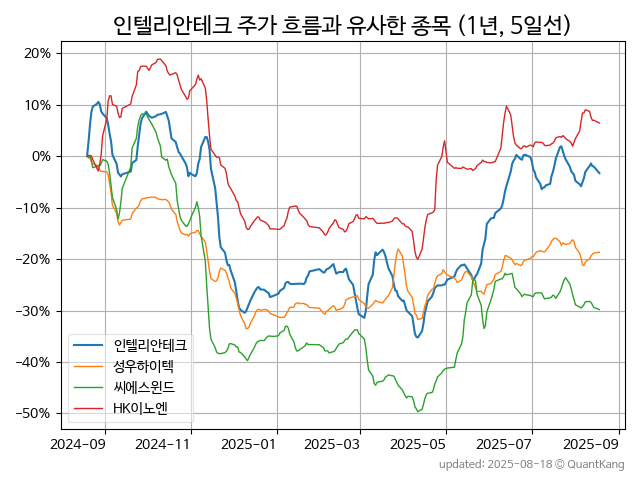 인텔리안테크 주가 흐름과 유사한 종목 (1년, 5일선)
20%
10%
0%
−10%
−20%
−30%
−40%
−50%
인텔리안테크
성우하이텍
씨에스윈드
HK이노엔
2024−09
2024−11
2025−01
2025−03
2025−05
2025−07
2025−09
updated: 2025-08-18 © QuantKang